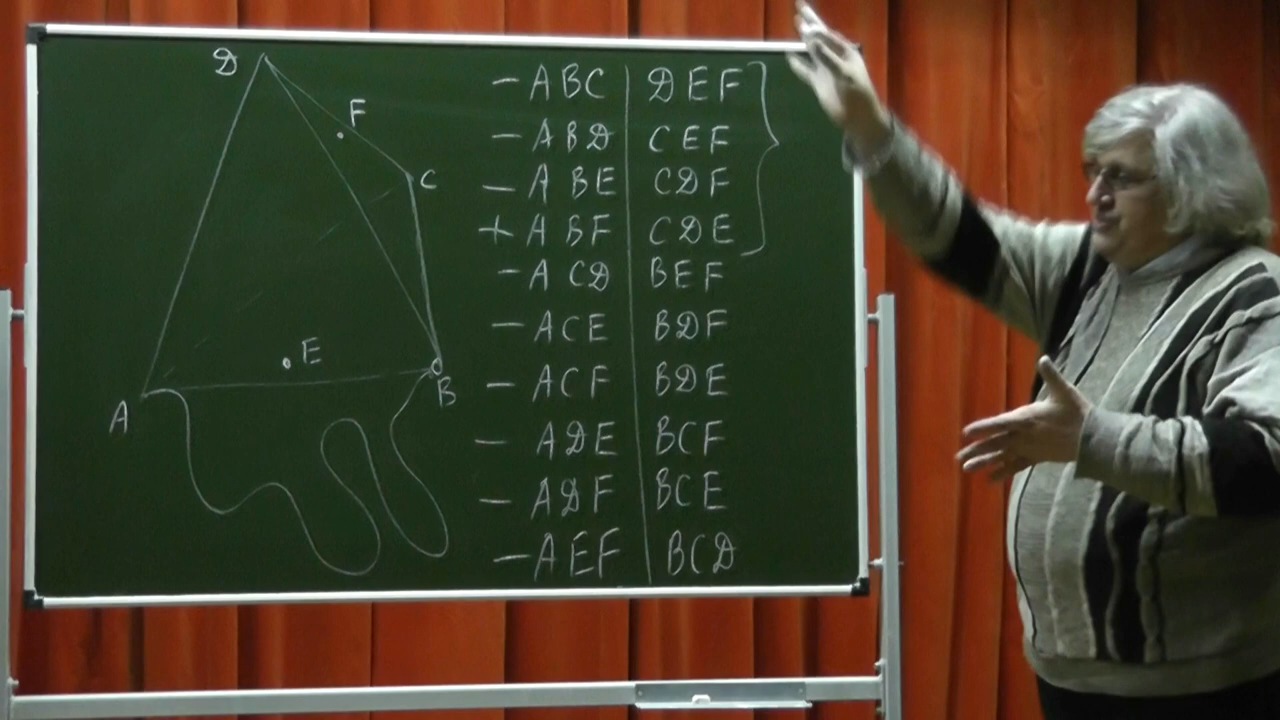 D
F
C
E
A
B
– ABC | DEF
– ABD | CEF
– ABE | CDF
+ ABF | CDE
– ACD | BEF
– ACE | BDF
– ACF | BDE
– ADE | BCF
– ADF | BCE
– AEF | BCD